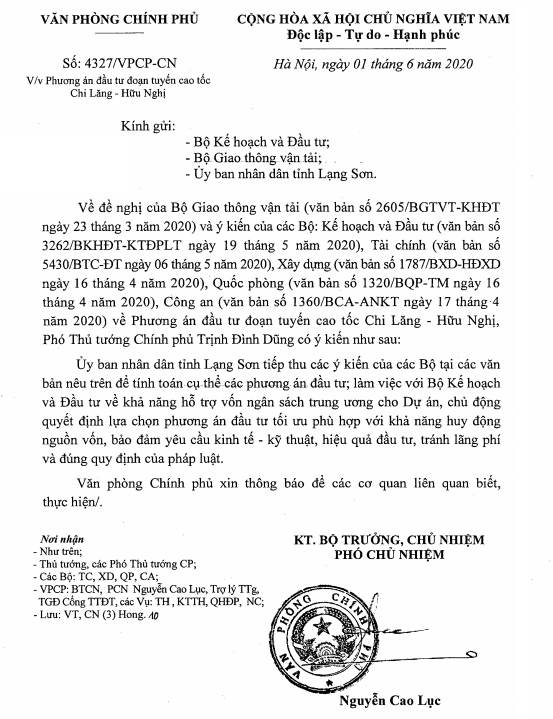 VĂN PHÒNG CHÍNH PHỦ
CỘNG HÒA XÃ HỘI CHỦ NGHĨA VIỆT NAM
Độc lập - Tự do - Hạnh phúc
Số: 4327/VPCP-CN
Hà Nội, ngày 01 tháng 6 năm 2020
V/v Phương án đầu tư đoạn tuyến cao tốc
Chi Lăng - Hữu Nghị
Kính gửi:
- Bộ Kế hoạch và Đầu tư;
- Bộ Giao thông vận tải;
- Ủy ban nhân dân tỉnh Lạng Sơn.
Về đề nghị của Bộ Giao thông vận tải (văn bản số 2605/BGTVT-KHĐT
ngày 23 tháng 3 năm 2020) và ý kiến của các Bộ: Kế hoạch và Đầu tư (văn bản số
3262/BKHĐT-KTĐPLT ngày 19 tháng 5 năm 2020), Tài chính (văn bản số
5430/BTC-ĐT ngày 06 tháng 5 năm 2020), Xây dựng (văn bản số 1787/BXD-HĐXD
ngày 16 tháng 4 năm 2020), Quốc phòng (văn bản số 1320/BQP-TM ngày 16
tháng 4 năm 2020), Công an (văn bản số 1360/BCA-ANKT ngày 17 tháng 4
năm 2020) về Phương án đầu tư đoạn tuyến cao tốc Chi Lăng - Hữu Nghị,
Phó Thủ tướng Chính phủ Trịnh Đình Dũng có ý kiến như sau:
Ủy ban nhân dân tỉnh Lạng Sơn tiếp thu các ý kiến của các Bộ tại các văn
bản nêu trên để tính toán cụ thể các phương án đầu tư; làm việc với Bộ Kế hoạch
và Đầu tư về khả năng hỗ trợ vốn ngân sách trung ương cho Dự án, chủ động
quyết định lựa chọn phương án đầu tư tối ưu phù hợp với khả năng huy động
nguồn vốn, bảo đảm yêu cầu kinh tế - kỹ thuật, hiệu quả đầu tư, tránh lãng phí
và đúng quy định của pháp luật.
Văn phòng Chính phủ xin thông báo để các cơ quan liên quan biết,
thực hiện/.
Nơi nhận
- Như trên;
- Thủ tướng, các Phó Thủ tướng CP;
- Các Bộ: TC, XD, QP, CA;
- VPCP: BTCN, PCN Nguyễn Cao Lục, Trợ lý TTg,
TGĐ Cổng TTĐT, các Vụ: TH , KTTH, QHĐP, NC;
- Lưu: VT, CN (3) Hong. 10
KT. BỘ TRƯỞNG, CHỦ NHIỆM
PHÓ CHỦ NHIỆM
VĂN PHÒNG CHÍNH PHỦ
Nguyễn Cao Lục